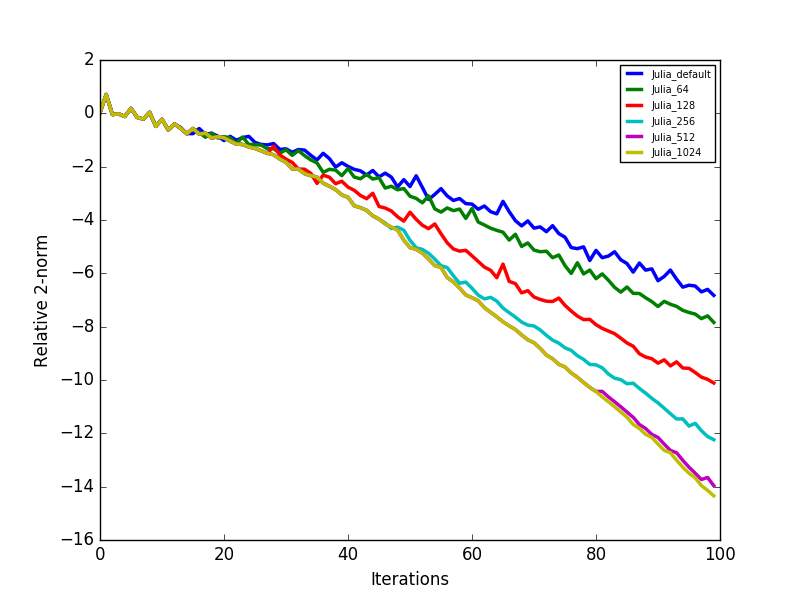 2
0
−2
−4
−6
−8
−10
−12
−14
−16
Relative 2-norm
Julia_default
Julia_64
Julia_128
Julia_256
Julia_512
Julia_1024
0 20 40 60 80 100
Iterations